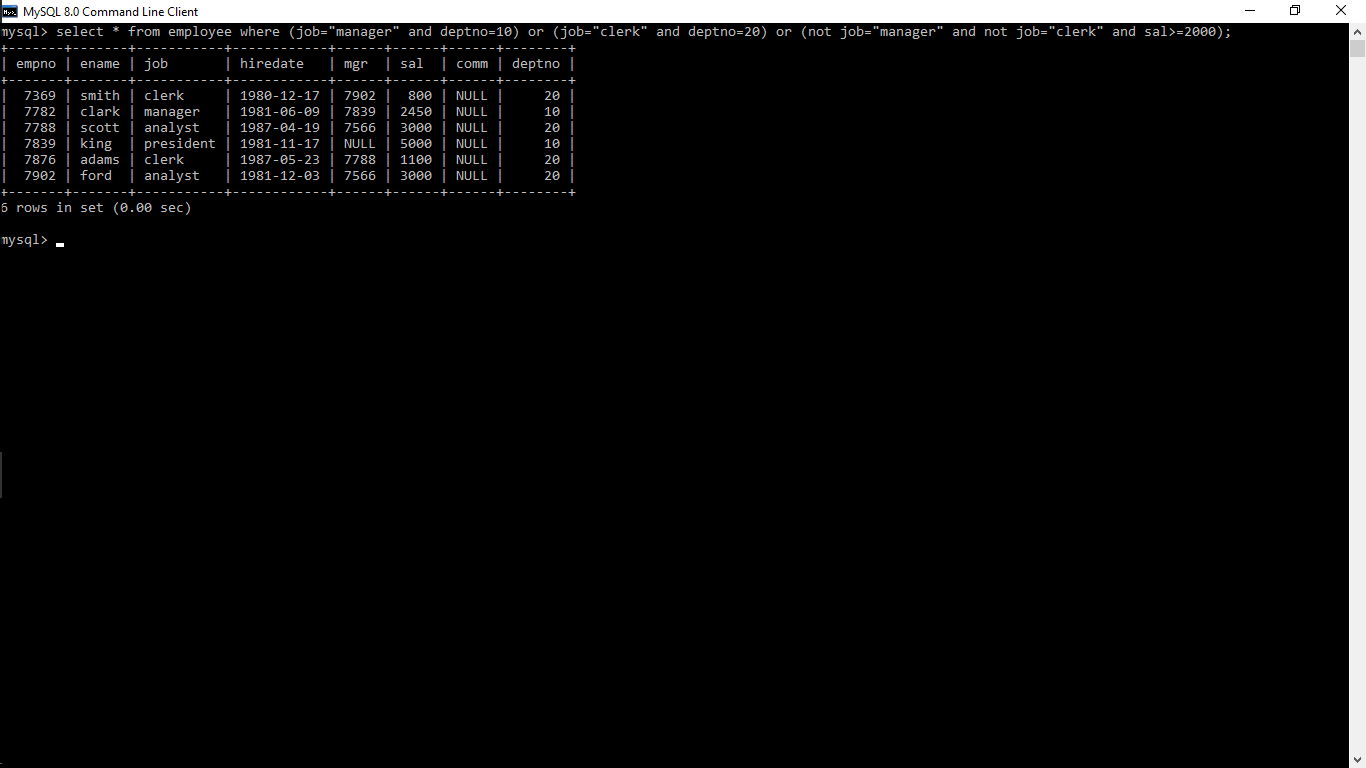 MySQL 8.0 Command Line Client
mysql> select * from employee where (job="manager" and deptno=10) or (job="clerk" and deptno=20) or (not job="manager" and not job="clerk" and sal>=2000);
+-------+-------+-----------+------------+------+------+------+--------+
| empno | ename | job       | hiredate   | mgr  | sal  | comm | deptno |
+-------+-------+-----------+------------+------+------+------+--------+
|  7369 | smith | clerk     | 1980-12-17 | 7902 |  800 | NULL |     20 |
|  7782 | clark | manager   | 1981-06-09 | 7839 | 2450 | NULL |     10 |
|  7788 | scott | analyst   | 1987-04-19 | 7566 | 3000 | NULL |     20 |
|  7839 | king  | president | 1981-11-17 | NULL | 5000 | NULL |     10 |
|  7876 | adams | clerk     | 1987-05-23 | 7788 | 1100 | NULL |     20 |
|  7902 | ford  | analyst   | 1981-12-03 | 7566 | 3000 | NULL |     20 |
+-------+-------+-----------+------------+------+------+------+--------+
6 rows in set (0.00 sec)
mysql>